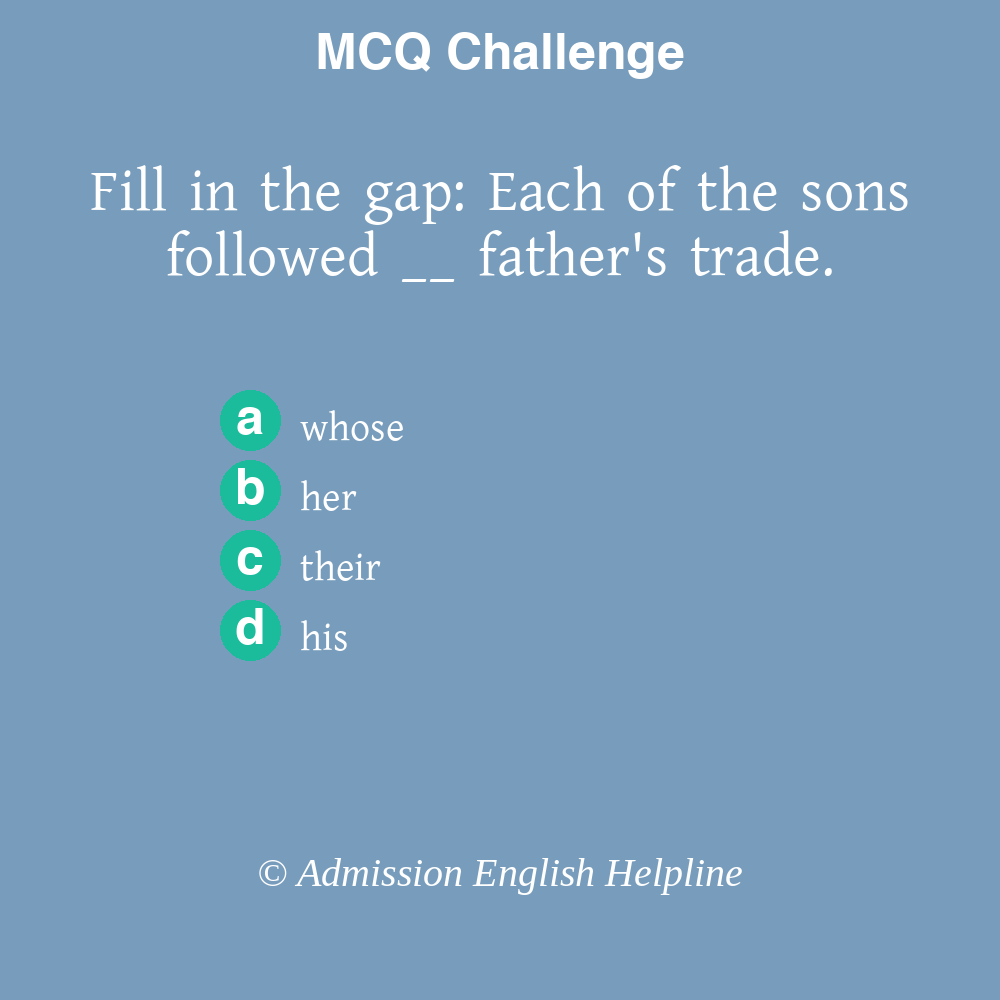 MCQ Challenge
Fill in the gap: Each of the sons
followed __ father's trade.
a whose
b her
c their
d his
© Admission English Helpline